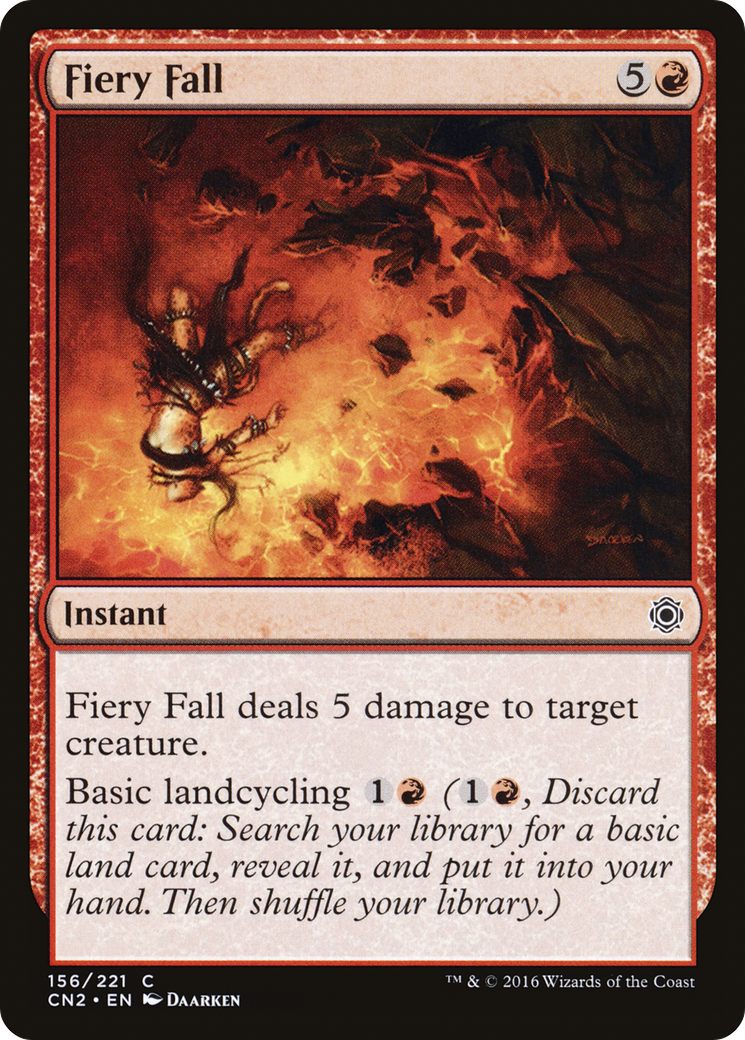 Fiery Fall 5
DAARKEN
Instant
Fiery Fall deals 5 damage to target
creature.
Basic landcycling 1 (1 , Discard
this card: Search your library for a basic
land card, reveal it, and put it into your
hand. Then shuffle your library.)
156/221 C
CN2 • EN DAARKEN
™ & © 2016 Wizards of the Coast